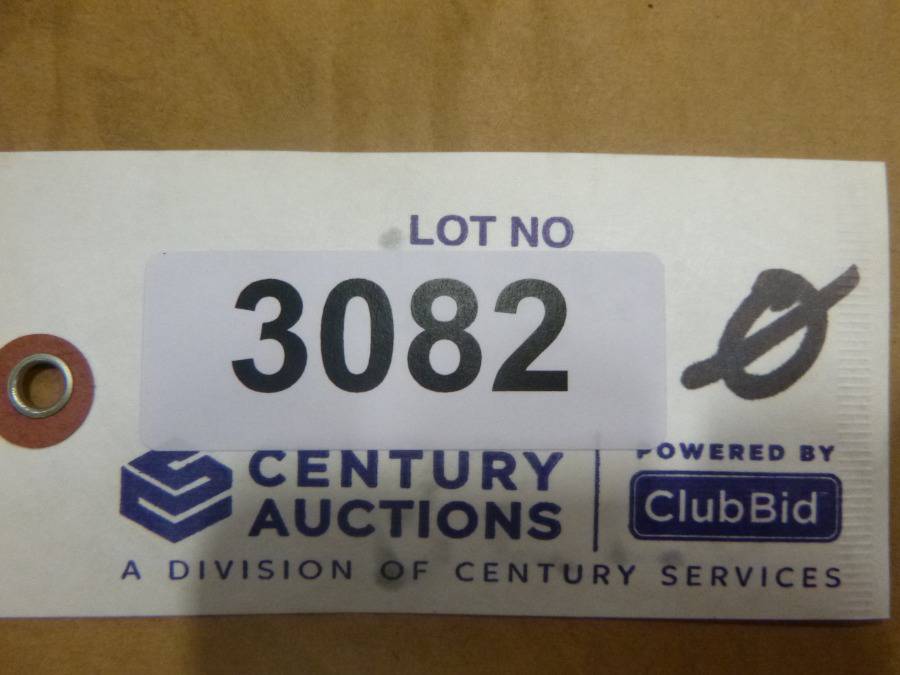 LOT NO
3082
Ø
CENTURY
AUCTIONS
POWERED BY
ClubBid
A DIVISION OF CENTURY SERVICES